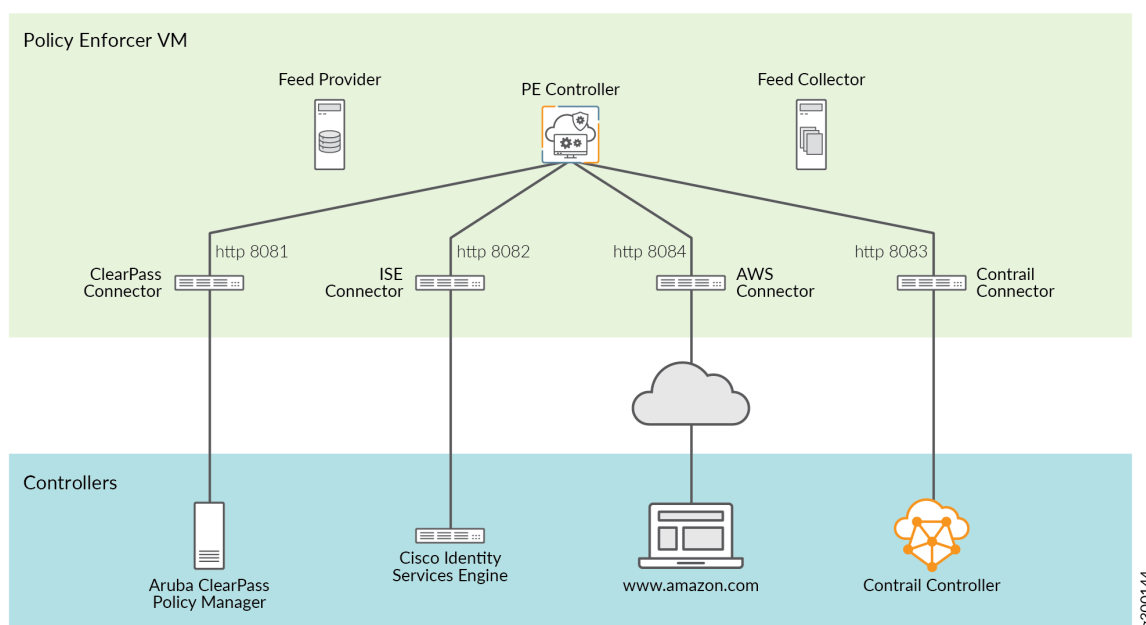 Policy Enforcer VM
Feed Provider
PE Controller
Feed Collector
http 8081
http 8082
http 8084
http 8083
ClearPass
Connector
ISE
Connector
AWS
Connector
Contrail
Connector
Controllers
Aruba ClearPass
Policy Manager
Cisco Identity
Services Engine
www.amazon.com
Contrail Controller